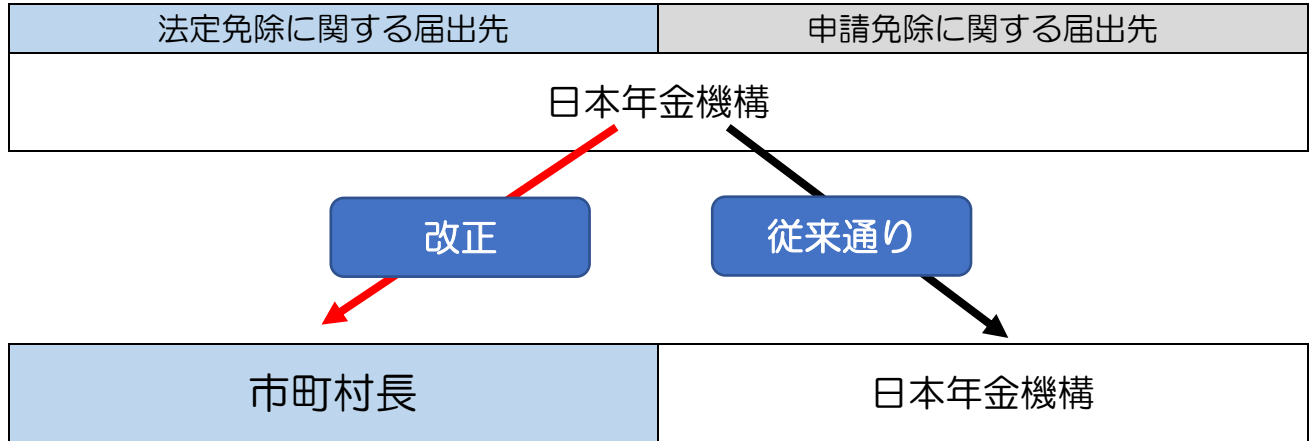 法定免除に関する届出先
申請免除に関する届出先
日本年金機構
改正
従来通り
市町村長
日本年金機構